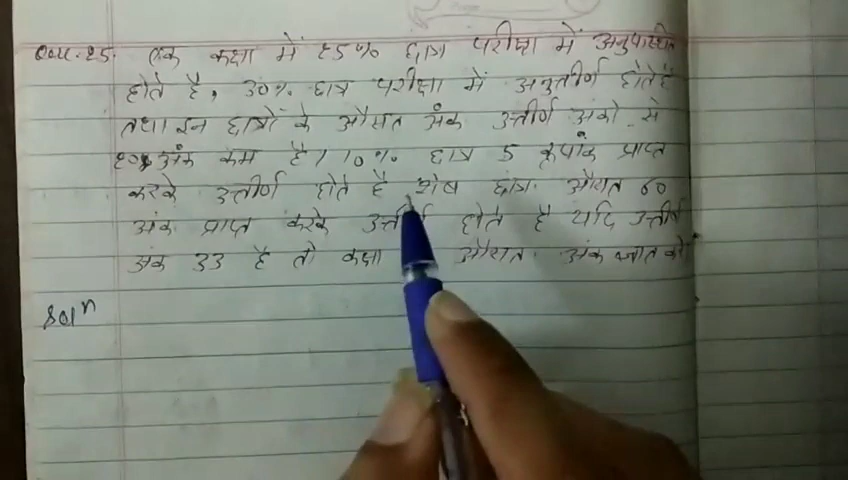 Que.25. एक कक्षा में 25% छात्र परीक्षा में अनुपस्थित
होते है, 30% छात्र परीक्षा में अनुत्तीर्ण होते है
तथा इन छात्रों के औसत अंक उत्तीर्ण अंको से
20 अंक कम है। 10% छात्र 5 कृपांक प्राप्त
करके उत्तीर्ण होते है शेष छात्र औसत 60
अंक प्राप्त करके उत्तीर्ण होते है यदि उत्तीर्ण
अंक 33 है तो कक्षा औसत अंक ज्ञात करो
Solⁿ